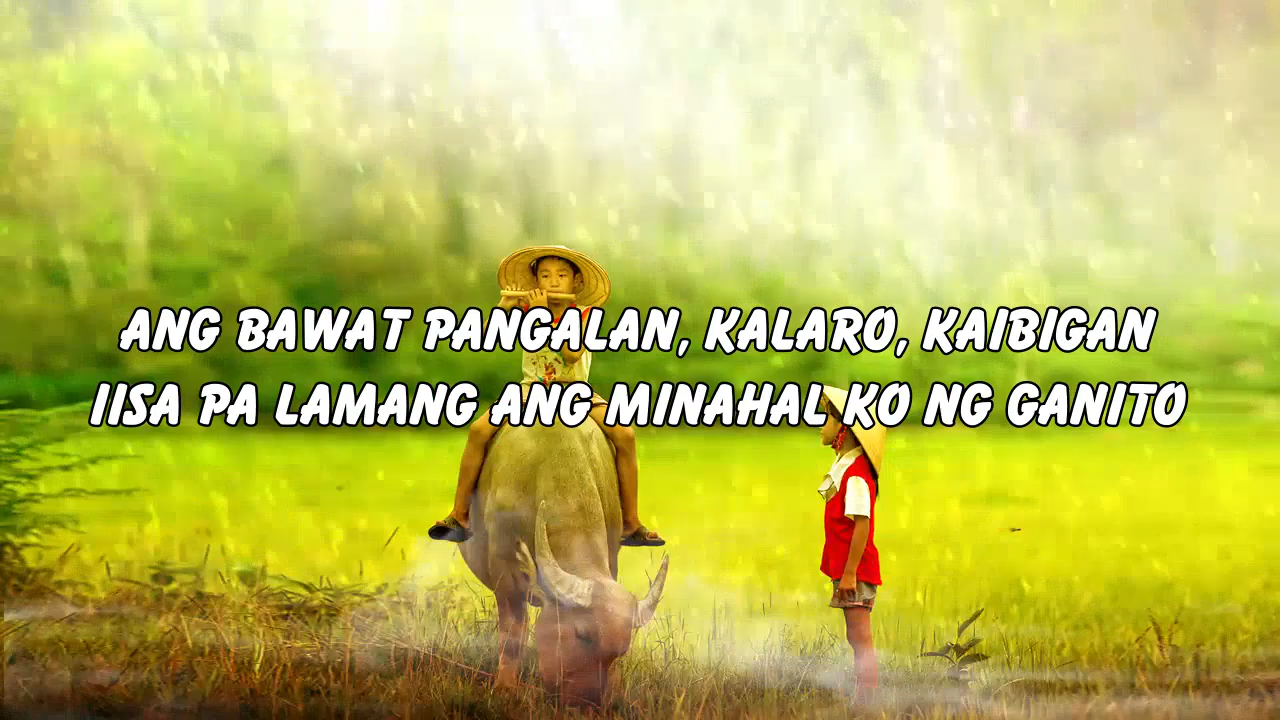 ANG BAWAT PANGALAN, KALARO, KAIBIGAN
IISA PA LAMANG ANG MINAHAL KO NG GANITO